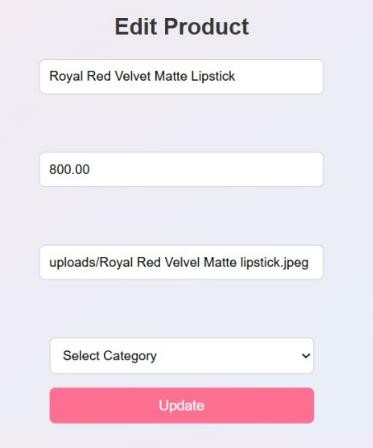 Edit Product
Royal Red Velvet Matte Lipstick
800.00
uploads/Royal Red Velvel Matte lipstick.jpeg
Select Category
Update